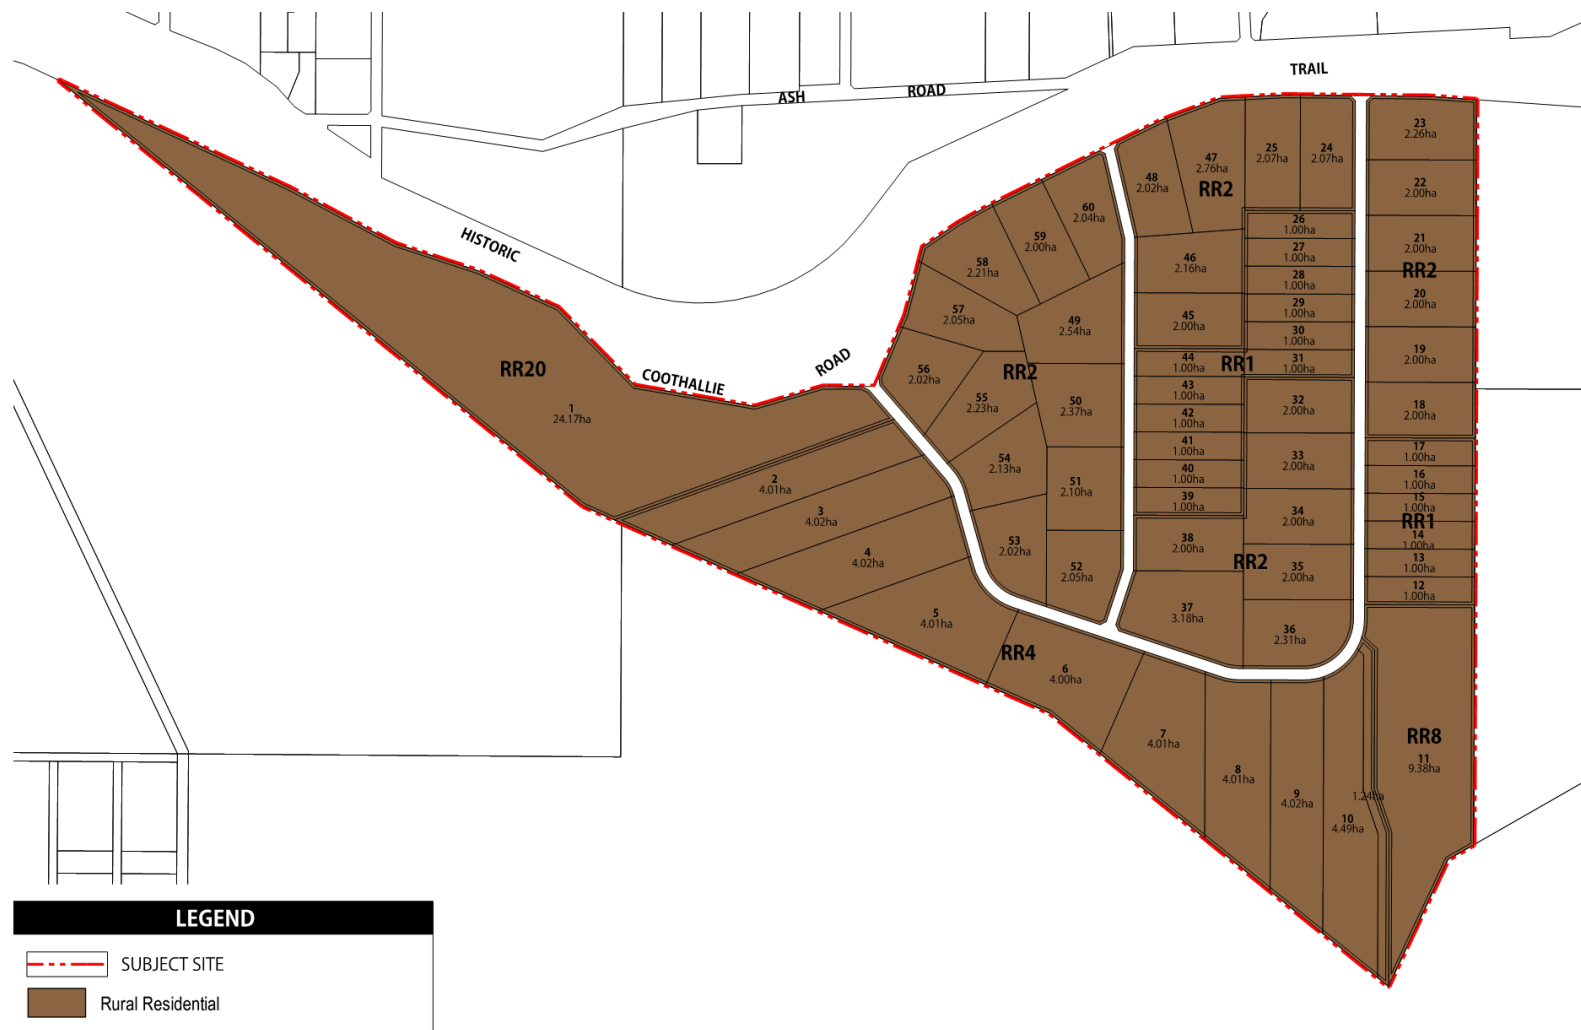 TRAIL
ASH ROAD
HISTORIC
COOTHALLIE ROAD
RR20
1
24.17ha
2
4.01ha
3
4.02ha
4
4.02ha
5
4.01ha
RR4
6
4.00ha
7
4.01ha
8
4.01ha
9
4.02ha
10
4.49ha
1.24ha
RR8
11
9.38ha
12
1.00ha
13
1.00ha
14
1.00ha
RR1
15
1.00ha
16
1.00ha
17
1.00ha
18
2.00ha
19
2.00ha
20
2.00ha
RR2
21
2.00ha
22
2.00ha
23
2.26ha
24
2.07ha
25
2.07ha
26
1.00ha
27
1.00ha
28
1.00ha
29
1.00ha
30
1.00ha
31
1.00ha
RR1
32
2.00ha
33
2.00ha
34
2.00ha
35
2.00ha
RR2
36
2.31ha
37
3.18ha
38
2.00ha
39
1.00ha
40
1.00ha
41
1.00ha
42
1.00ha
43
1.00ha
44
1.00ha
45
2.00ha
46
2.16ha
47
2.76ha
RR2
48
2.02ha
49
2.54ha
50
2.37ha
51
2.10ha
52
2.05ha
53
2.02ha
54
2.13ha
55
2.23ha
RR2
56
2.02ha
57
2.05ha
58
2.21ha
59
2.00ha
60
2.04ha
LEGEND
SUBJECT SITE
Rural Residential